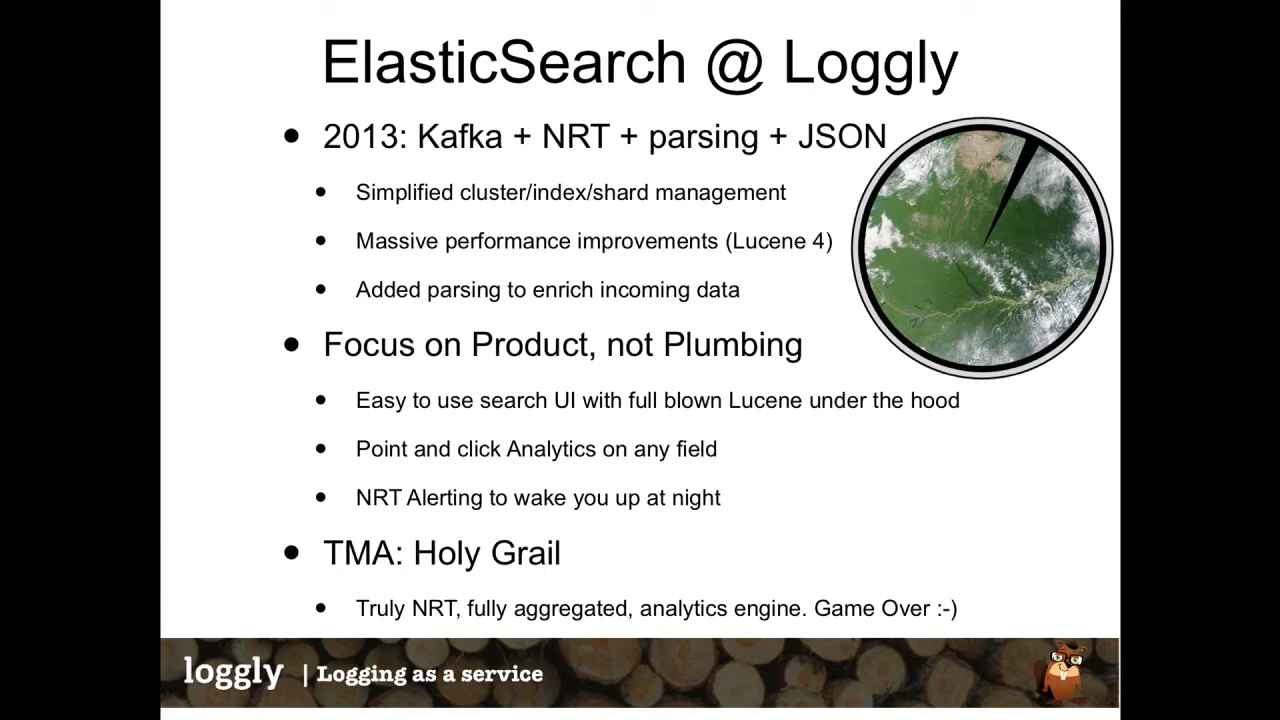 ElasticSearch @ Loggly
• 2013: Kafka + NRT + parsing + JSON
• Simplified cluster/index/shard management
• Massive performance improvements (Lucene 4)
• Added parsing to enrich incoming data
• Focus on Product, not Plumbing
• Easy to use search UI with full blown Lucene under the hood
• Point and click Analytics on any field
• NRT Alerting to wake you up at night
• TMA: Holy Grail
• Truly NRT, fully aggregated, analytics engine. Game Over :-)
loggly | Logging as a service